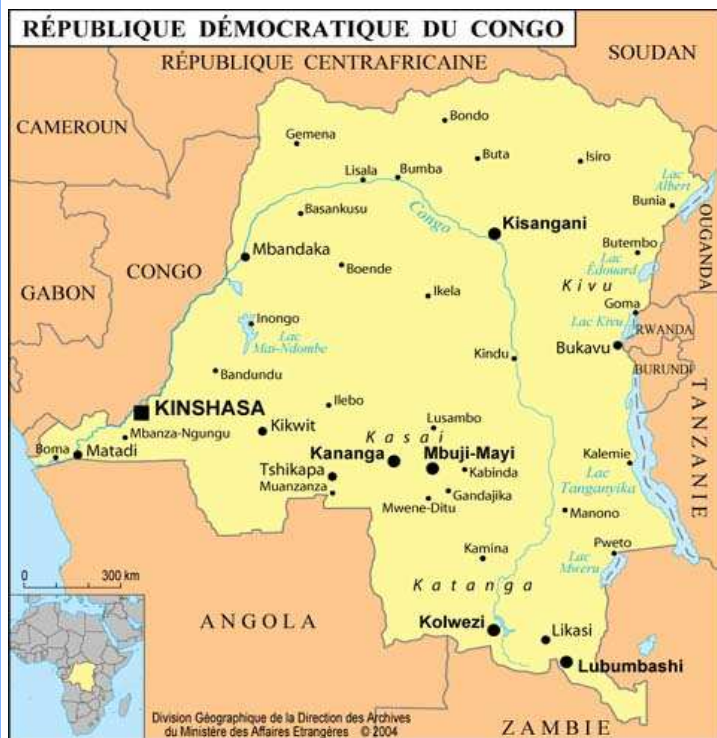 RÉPUBLIQUE DÉMOCRATIQUE DU CONGO
SOUDAN
RÉPUBLIQUE CENTRAFRICAINE
CAMEROUN
Bondo
Gemena
Buta
Isiro
Lisala
Bumba
Lac
Albert
Bunia
OUGANDA
Basankusu
Congo
Kisangani
Mbandaka
Butembo
CONGO
Boende
Lac
Édouard
Kivu
GABON
Ikela
Goma
Inongo
Lac Kivu
RWANDA
Lac
Mai-Ndombe
Kindu
Bukavu
BURUNDI
Bandundu
TANZANIE
KINSHASA
Ilebo
Lusambo
Mbanza-Ngungu
Kikwit
Kasai
Boma
Matadi
Kananga
Mbuji-Mayi
Kalemie
Tshikapa
Kabinda
Lac
Tanganyika
Muanzanza
Gandajika
Mwene-Ditu
Manono
Kamina
Pweto
Lac
Mweru
0 300 km
Katanga
ANGOLA
Kolwezi
Likasi
Lubumbashi
Division Géographique de la Direction des Archives
du Ministère des Affaires Etrangères © 2004
ZAMBIE